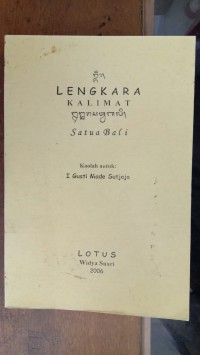 LENGKARA
KALIMAT
Satua Bali
Kaolah antuk:
I Gusti Made Sutjaja
LOTUS
Widya Suari
2006